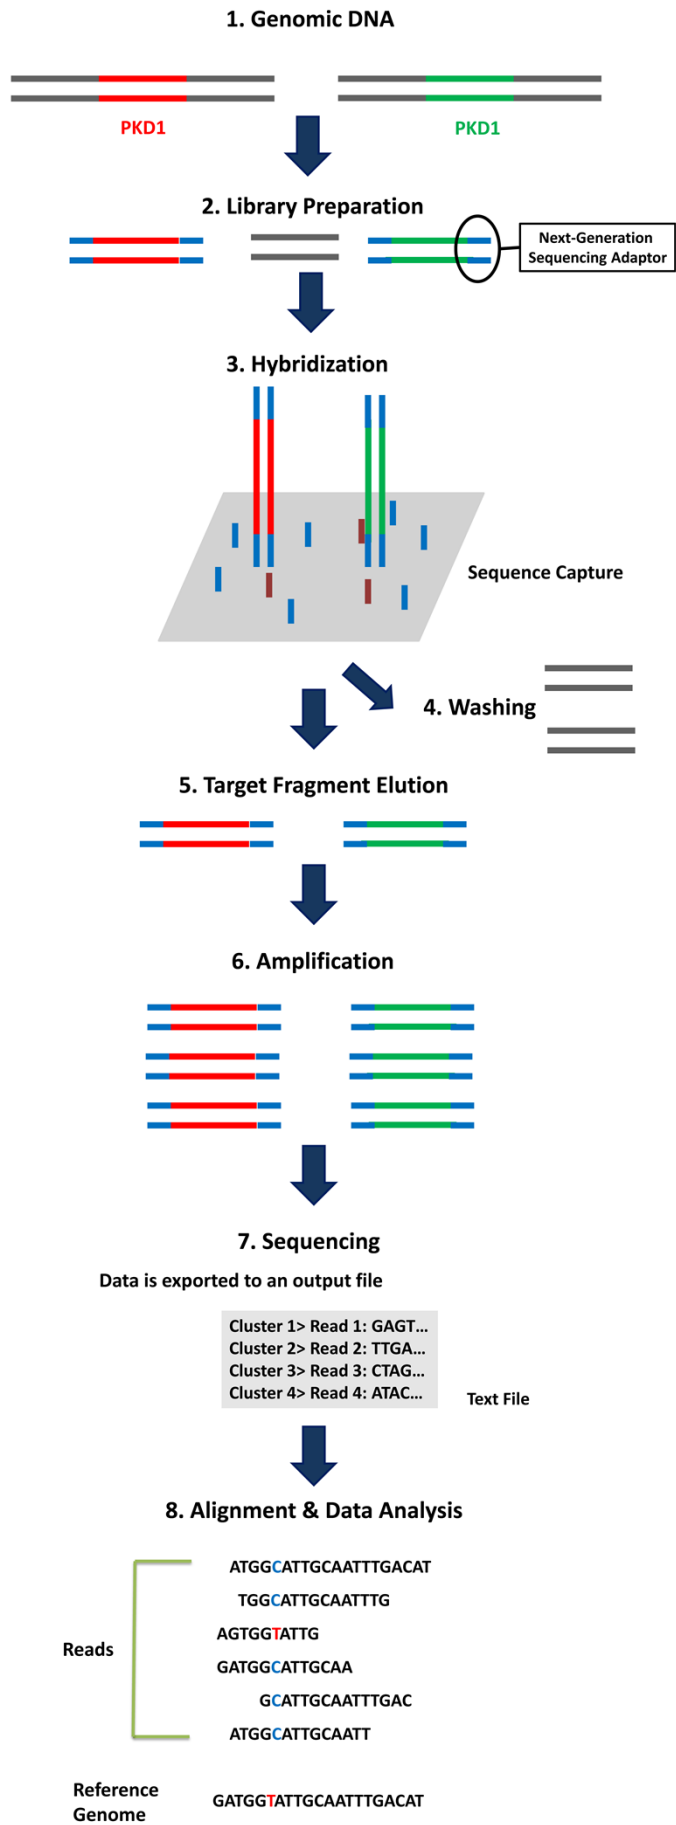 1. Genomic DNA
PKD1
PKD1
2. Library Preparation
Next-Generation
Sequencing Adaptor
3. Hybridization
Sequence Capture
4. Washing
5. Target Fragment Elution
6. Amplification
7. Sequencing
Data is exported to an output file
Cluster 1> Read 1: GAGT...
Cluster 2> Read 2: TTGA...
Cluster 3> Read 3: CTAG...
Cluster 4> Read 4: ATAC...
Text File
8. Alignment & Data Analysis
Reads
ATGGCATTGCAATTTGACAT
TGGCATTGCAATTTG
AGTGGTATTG
GATGGCATTGCAA
GCATTGCAATTTGAC
ATGGCATTGCAATT
Reference
Genome
GATGGTATTGCAATTTGACAT